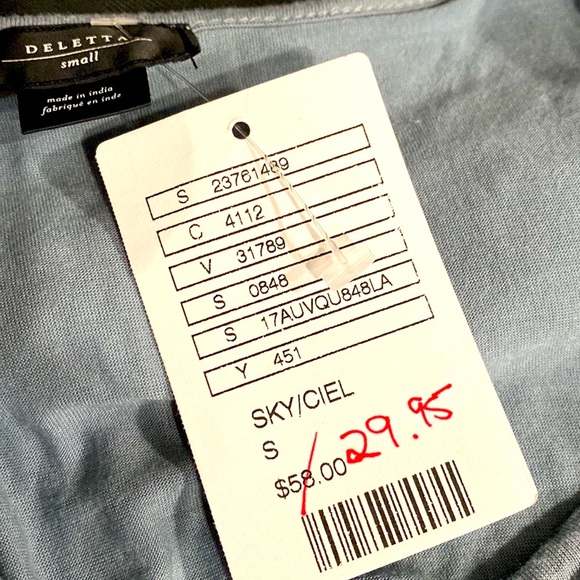 DELETTA
small
made in india
fabriqué en inde
S 23761489
C 4112
V 31789
S 0848
S 17AUVQU848LA
Y 451
SKY/CIEL
S
$58.00 29.95